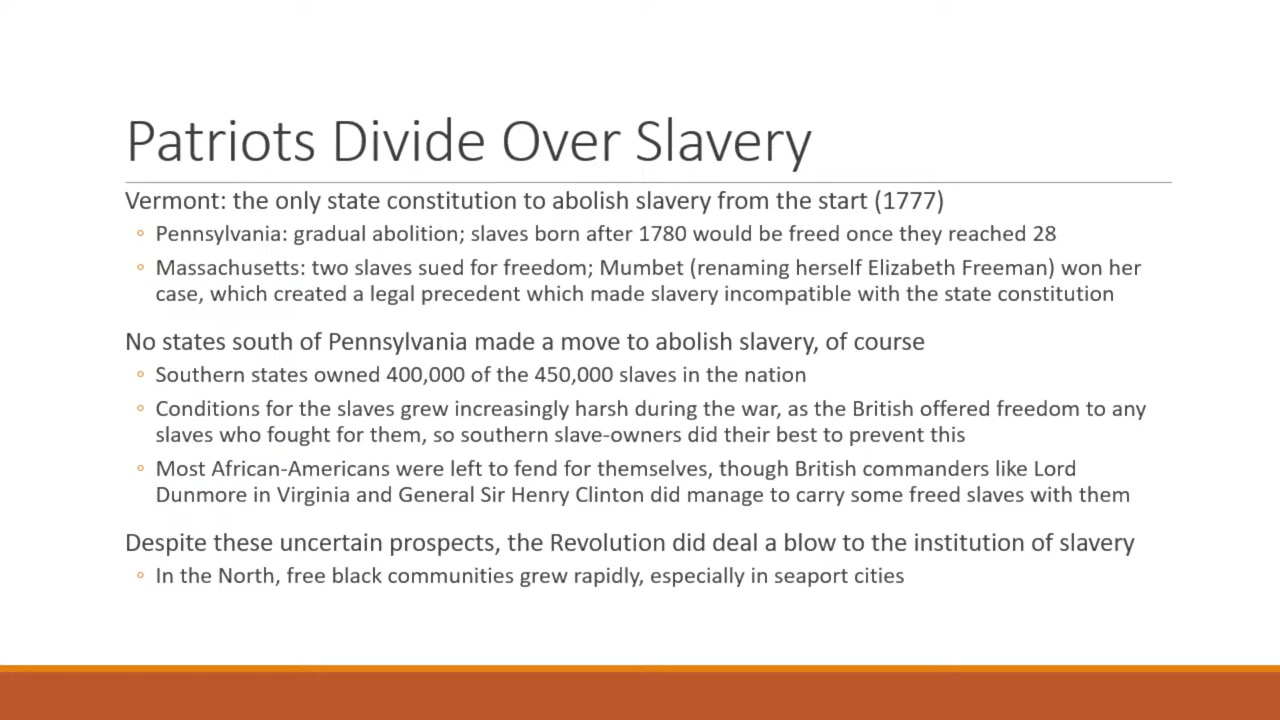 Patriots Divide Over Slavery
Vermont: the only state constitution to abolish slavery from the start (1777)
◦ Pennsylvania: gradual abolition; slaves born after 1780 would be freed once they reached 28
◦ Massachusetts: two slaves sued for freedom; Mumbet (renaming herself Elizabeth Freeman) won her
case, which created a legal precedent which made slavery incompatible with the state constitution
No states south of Pennsylvania made a move to abolish slavery, of course
◦ Southern states owned 400,000 of the 450,000 slaves in the nation
◦ Conditions for the slaves grew increasingly harsh during the war, as the British offered freedom to any
slaves who fought for them, so southern slave-owners did their best to prevent this
◦ Most African-Americans were left to fend for themselves, though British commanders like Lord
Dunmore in Virginia and General Sir Henry Clinton did manage to carry some freed slaves with them
Despite these uncertain prospects, the Revolution did deal a blow to the institution of slavery
◦ In the North, free black communities grew rapidly, especially in seaport cities